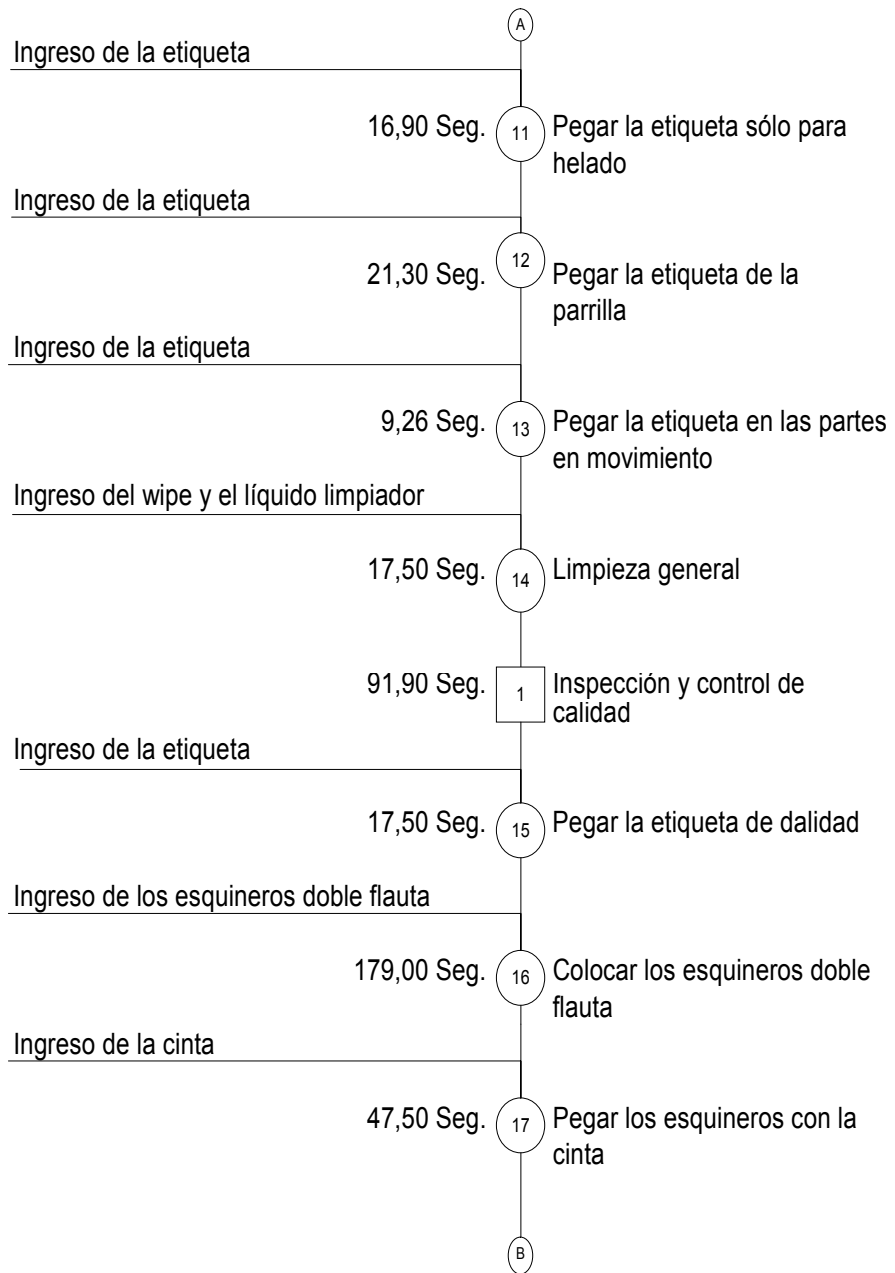 A
Ingreso de la etiqueta
16,90 Seg.
11
Pegar la etiqueta sólo para
helado
Ingreso de la etiqueta
21,30 Seg.
12
Pegar la etiqueta de la
parrilla
Ingreso de la etiqueta
9,26 Seg.
13
Pegar la etiqueta en las partes
en movimiento
Ingreso del wipe y el líquido limpiador
17,50 Seg.
14
Limpieza general
91,90 Seg.
1
Inspección y control de
calidad
Ingreso de la etiqueta
17,50 Seg.
15
Pegar la etiqueta de dalidad
Ingreso de los esquineros doble flauta
179,00 Seg.
16
Colocar los esquineros doble
flauta
Ingreso de la cinta
47,50 Seg.
17
Pegar los esquineros con la
cinta
B